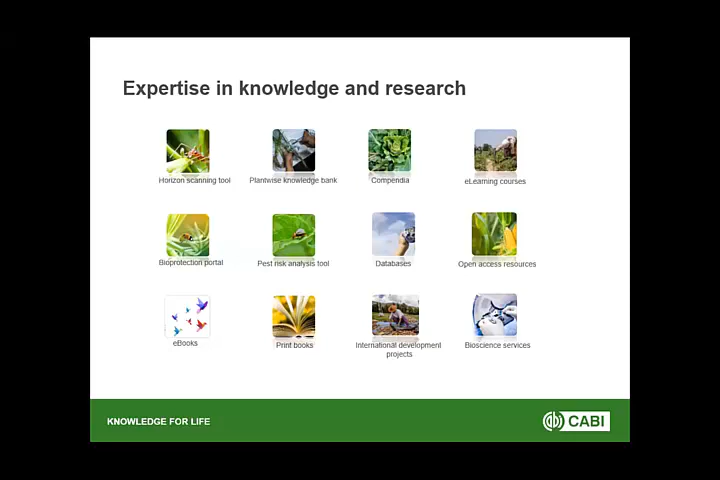 Expertise in knowledge and research
Horizon scanning tool
Plantwise knowledge bank
Compendia
eLearning courses
Bioprotection portal
Pest risk analysis tool
Databases
Open access resources
eBooks
Print books
International development
projects
Bioscience services
KNOWLEDGE FOR LIFE
CABI